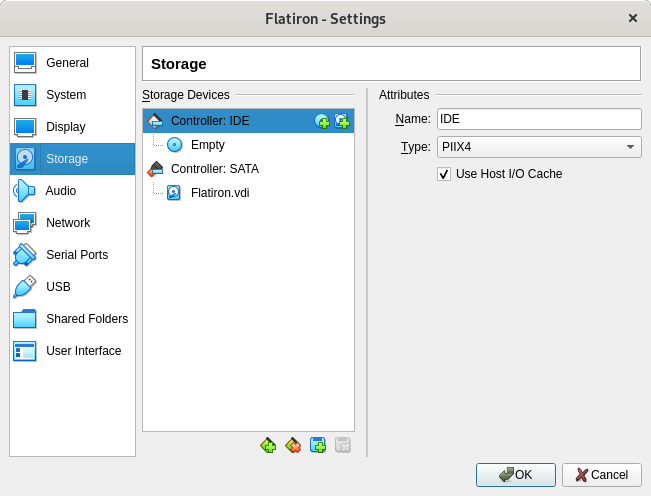 Flatiron - Settings
General
System
Display
Storage
Audio
Network
Serial Ports
USB
Shared Folders
User Interface
Storage
Storage Devices
Controller: IDE
Empty
Controller: SATA
Flatiron.vdi
Attributes
Name: IDE
Type: PIIX4
Use Host I/O Cache
OK
Cancel